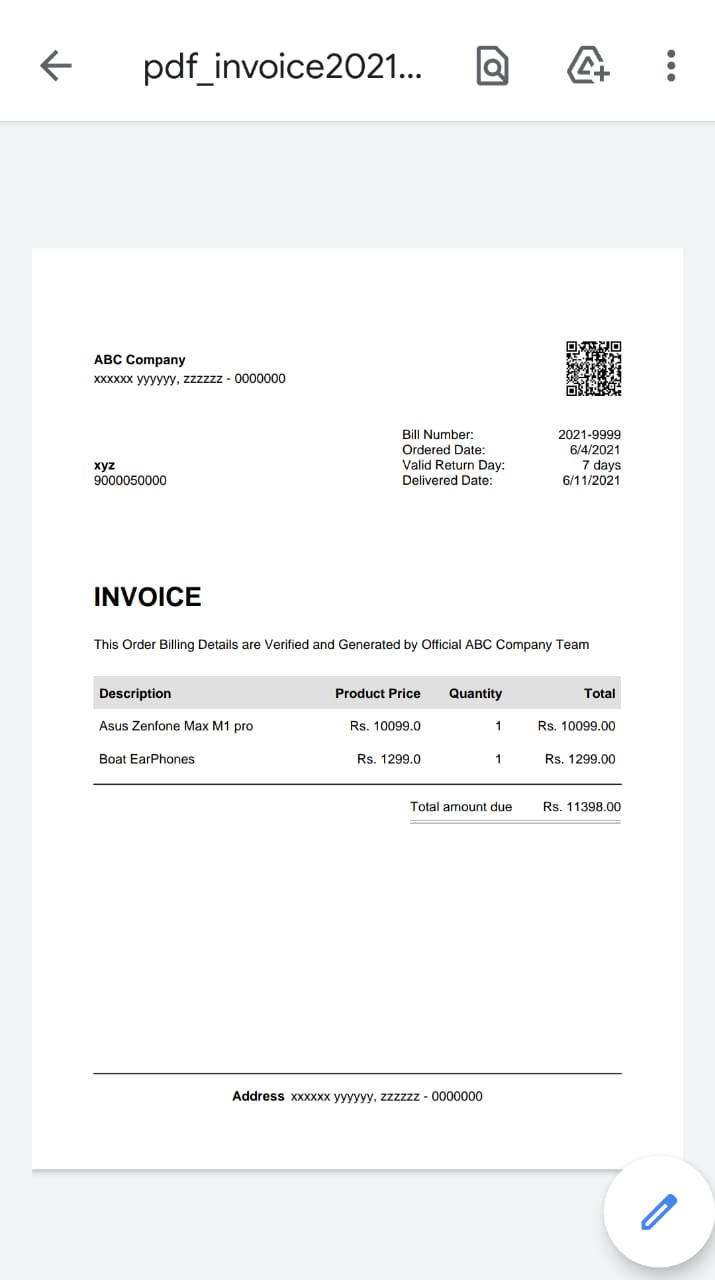 pdf_invoice2021...
ABC Company
xxxxxx yyyyyy, zzzzzz - 0000000
Bill Number: 2021-9999
Ordered Date: 6/4/2021
xyz Valid Return Day: 7 days
9000050000 Delivered Date: 6/11/2021
INVOICE
This Order Billing Details are Verified and Generated by Official ABC Company Team
Description Product Price Quantity Total
Asus Zenfone Max M1 pro Rs. 10099.0 1 Rs. 10099.00
Boat EarPhones Rs. 1299.0 1 Rs. 1299.00
Total amount due Rs. 11398.00
Address xxxxxx yyyyyy, zzzzzz - 0000000